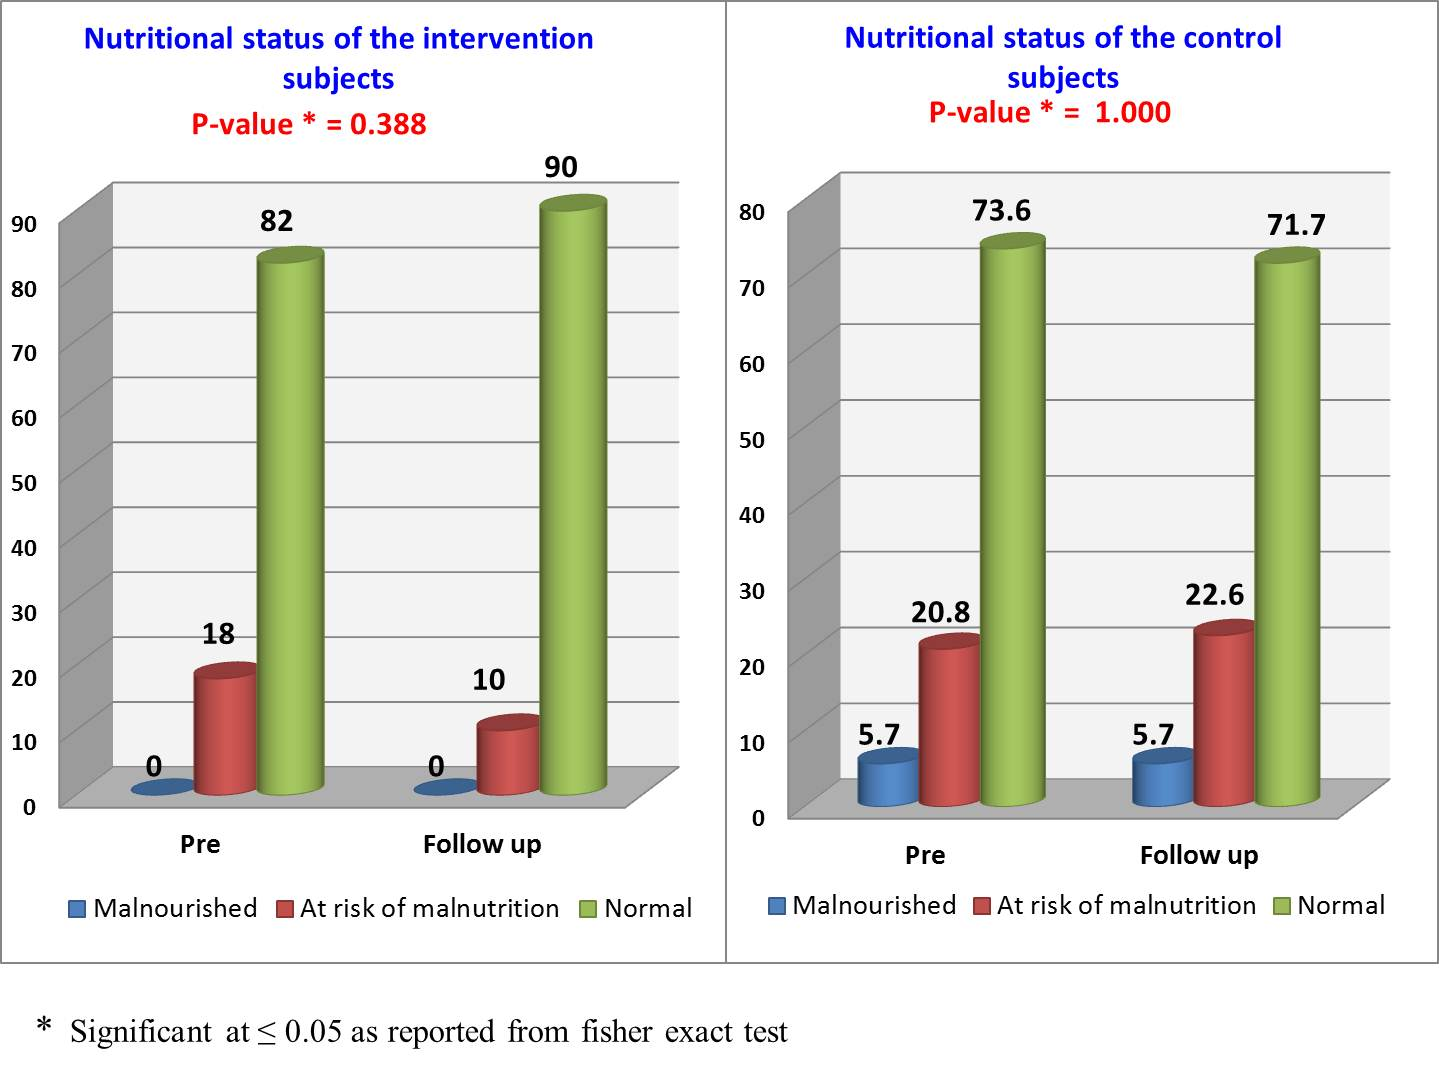 Nutritional status of the intervention
subjects
P-value * = 0.388
90
80
70
60
50
40
30
20
10
0
0
18
82
0
10
90
Pre
Follow up
Malnourished
At risk of malnutrition
Normal
Nutritional status of the control
subjects
P-value * = 1.000
80
70
60
50
40
30
20
10
0
5.7
20.8
73.6
5.7
22.6
71.7
Pre
Follow up
Malnourished
At risk of malnutrition
Normal
* Significant at ≤ 0.05 as reported from fisher exact test